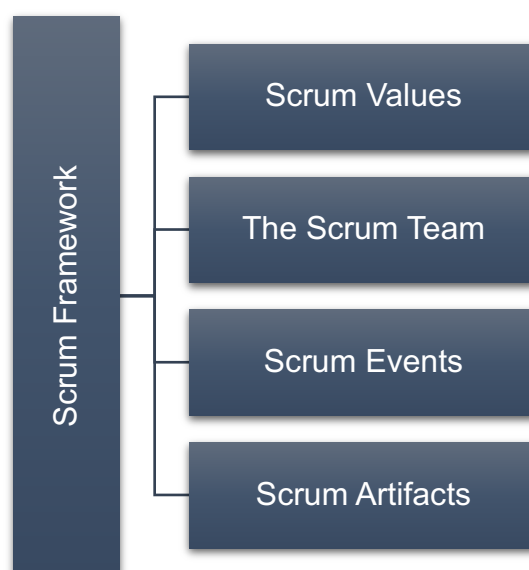 Scrum Framework
Scrum Values
The Scrum Team
Scrum Events
Scrum Artifacts